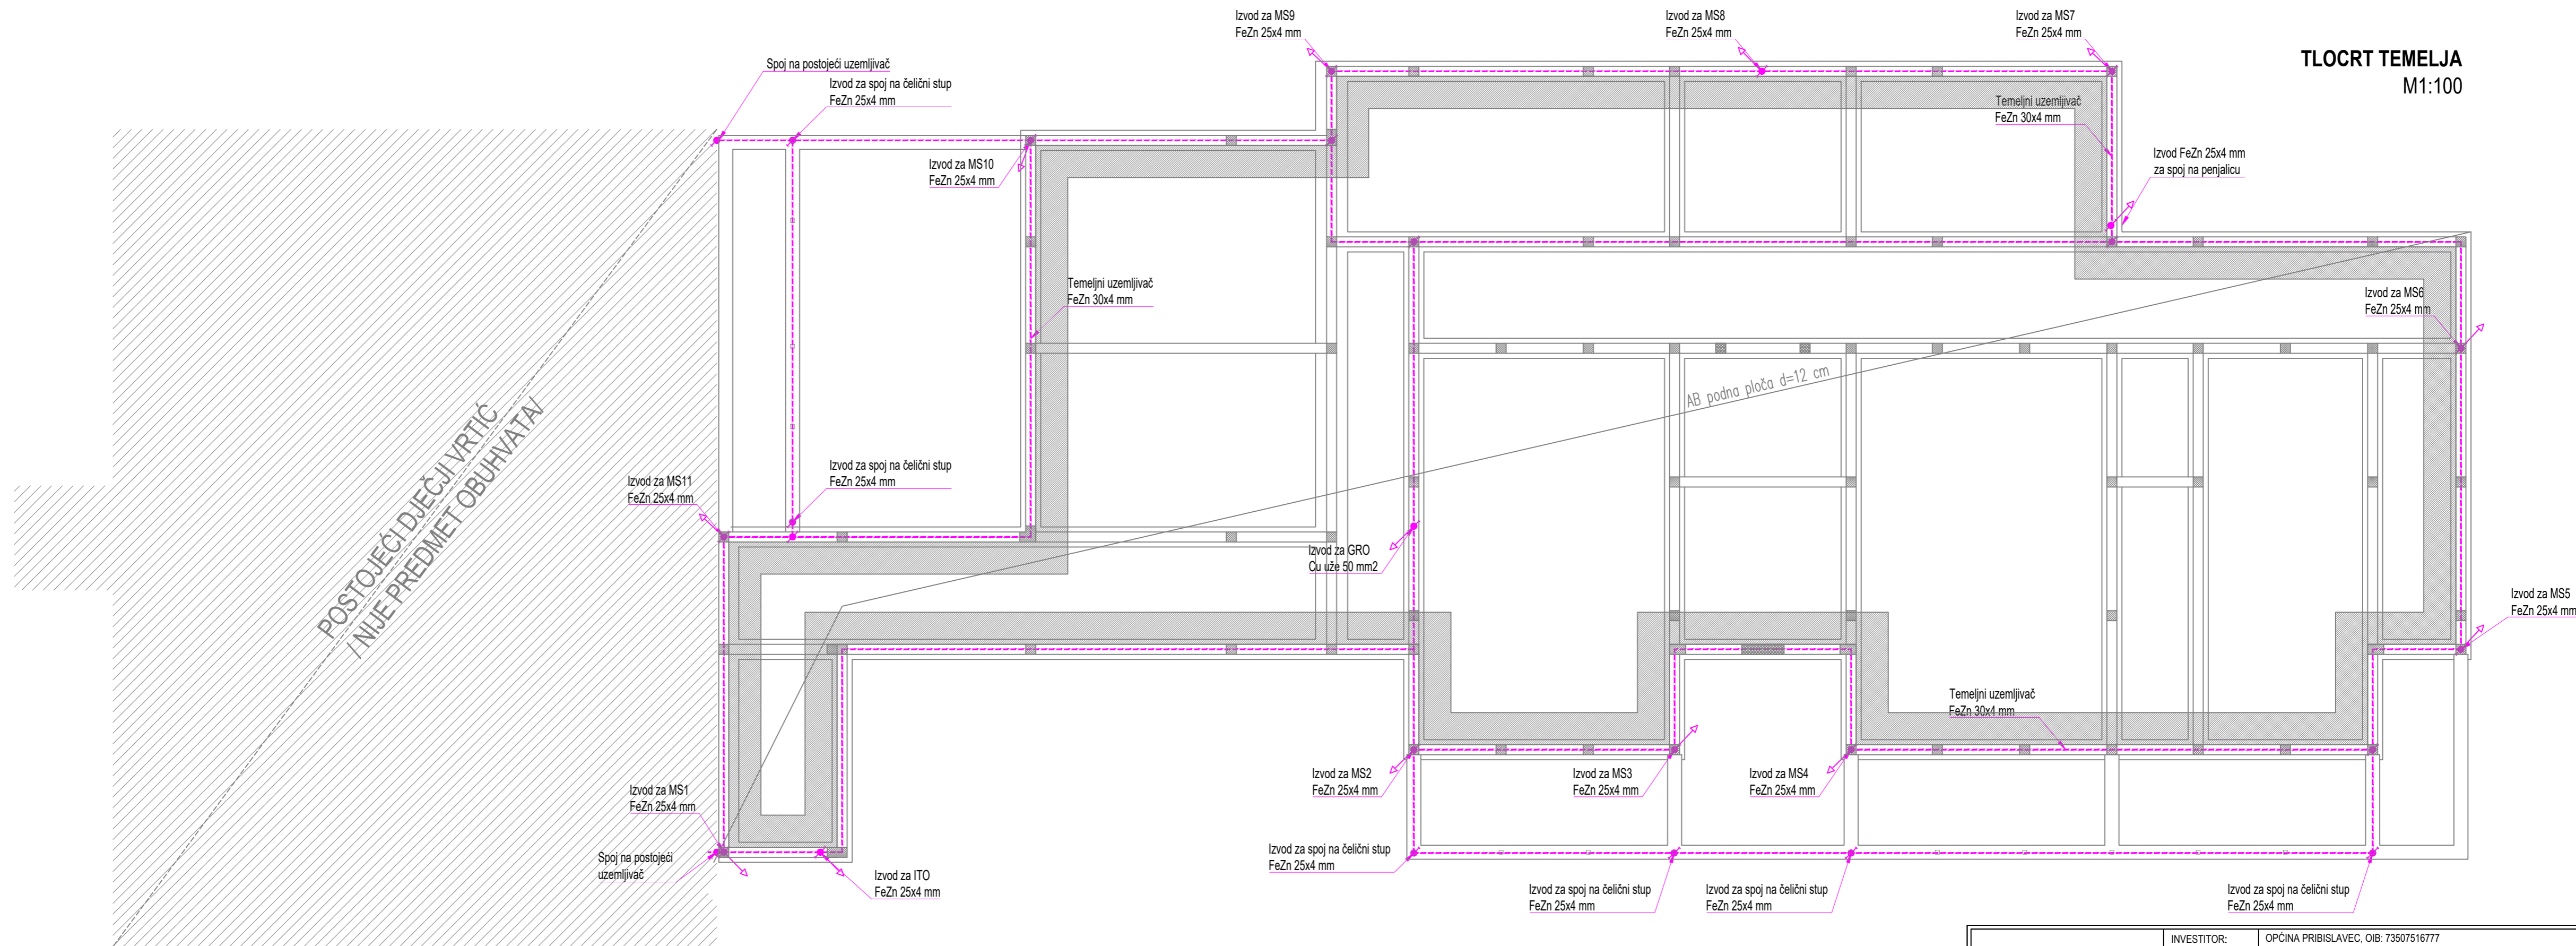 Izvod za MS9
FeZn 25x4 mm
Izvod za MS8
FeZn 25x4 mm
Izvod za MS7
FeZn 25x4 mm
TLOCRT TEMELJA
M1:100
Spoj na postojeći uzemljivač
Izvod za spoj na čelični stup
FeZn 25x4 mm
Temeljni uzemljivač
FeZn 30x4 mm
Izvod FeZn 25x4 mm
za spoj na penjalicu
Izvod za MS10
FeZn 25x4 mm
Temeljni uzemljivač
FeZn 30x4 mm
Izvod za MS6
FeZn 25x4 mm
AB podna ploča d=12 cm
POSTOJEĆI DJEČJI VRTIĆ
/ NIJE PREDMET OBUHVATA/
Izvod za spoj na čelični stup
FeZn 25x4 mm
Izvod za MS11
FeZn 25x4 mm
Izvod za GRO
Cu uže 50 mm2
Izvod za MS5
FeZn 25x4 mm
Temeljni uzemljivač
FeZn 30x4 mm
Izvod za MS2
FeZn 25x4 mm
Izvod za MS3
FeZn 25x4 mm
Izvod za MS4
FeZn 25x4 mm
Izvod za MS1
FeZn 25x4 mm
Spoj na postojeći
uzemljivač
Izvod za ITO
FeZn 25x4 mm
Izvod za spoj na čelični stup
FeZn 25x4 mm
Izvod za spoj na čelični stup
FeZn 25x4 mm
Izvod za spoj na čelični stup
FeZn 25x4 mm
Izvod za spoj na čelični stup
FeZn 25x4 mm
INVESTITOR:
OPĆINA PRIBISLAVEC, OIB: 73507516777